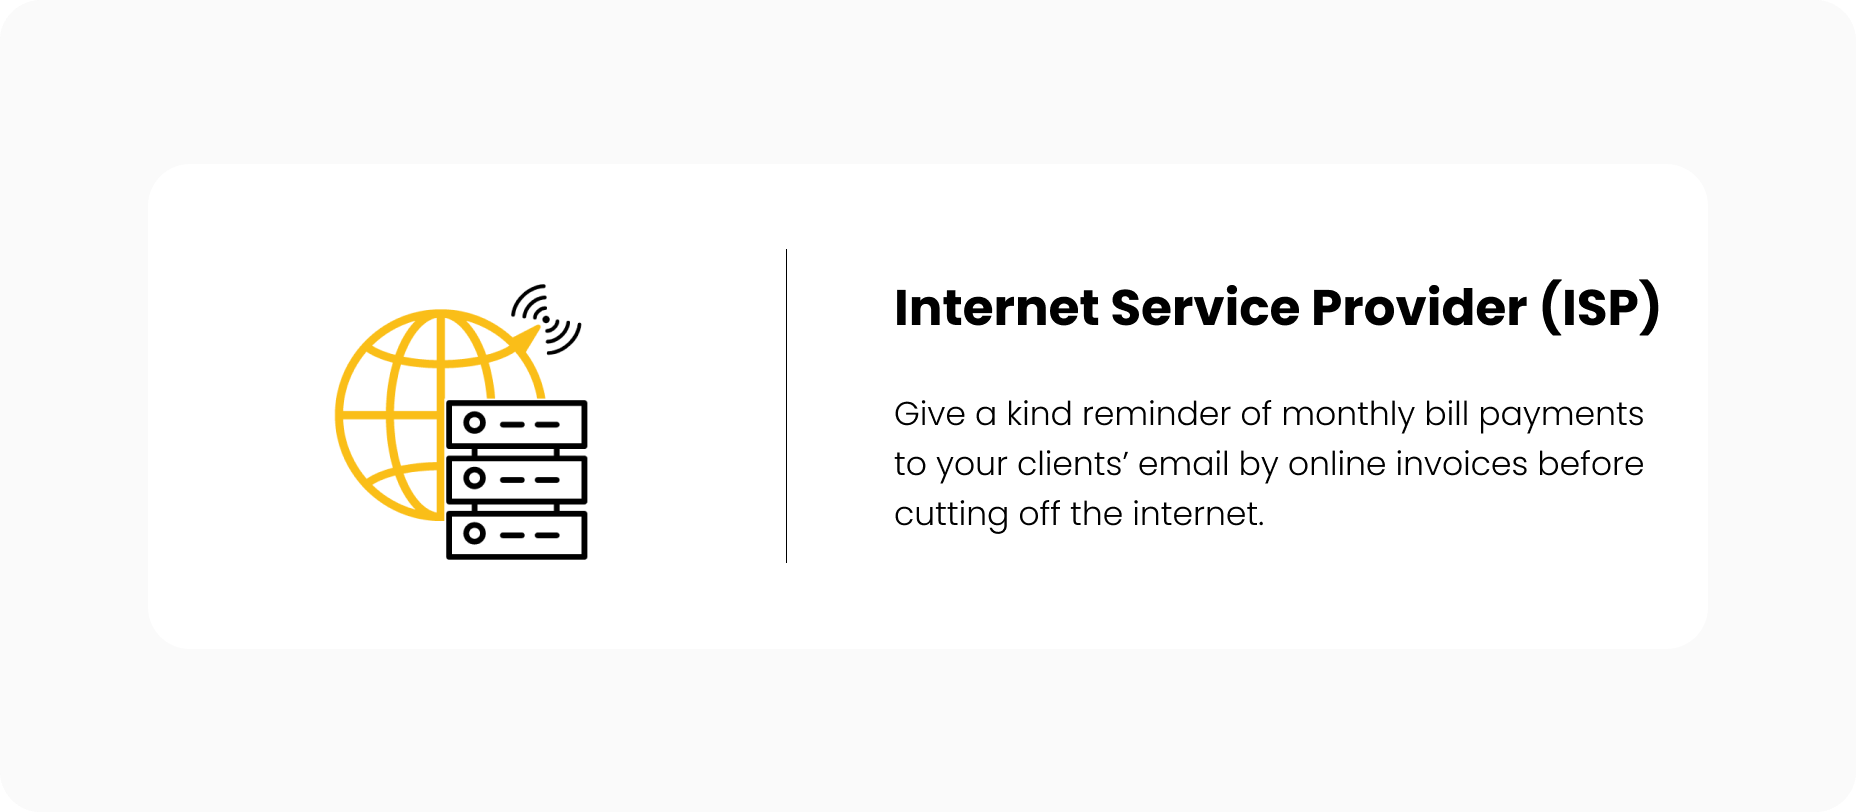 Internet Service Provider (ISP)
Give a kind reminder of monthly bill payments
to your clients’ email by online invoices before
cutting off the internet.